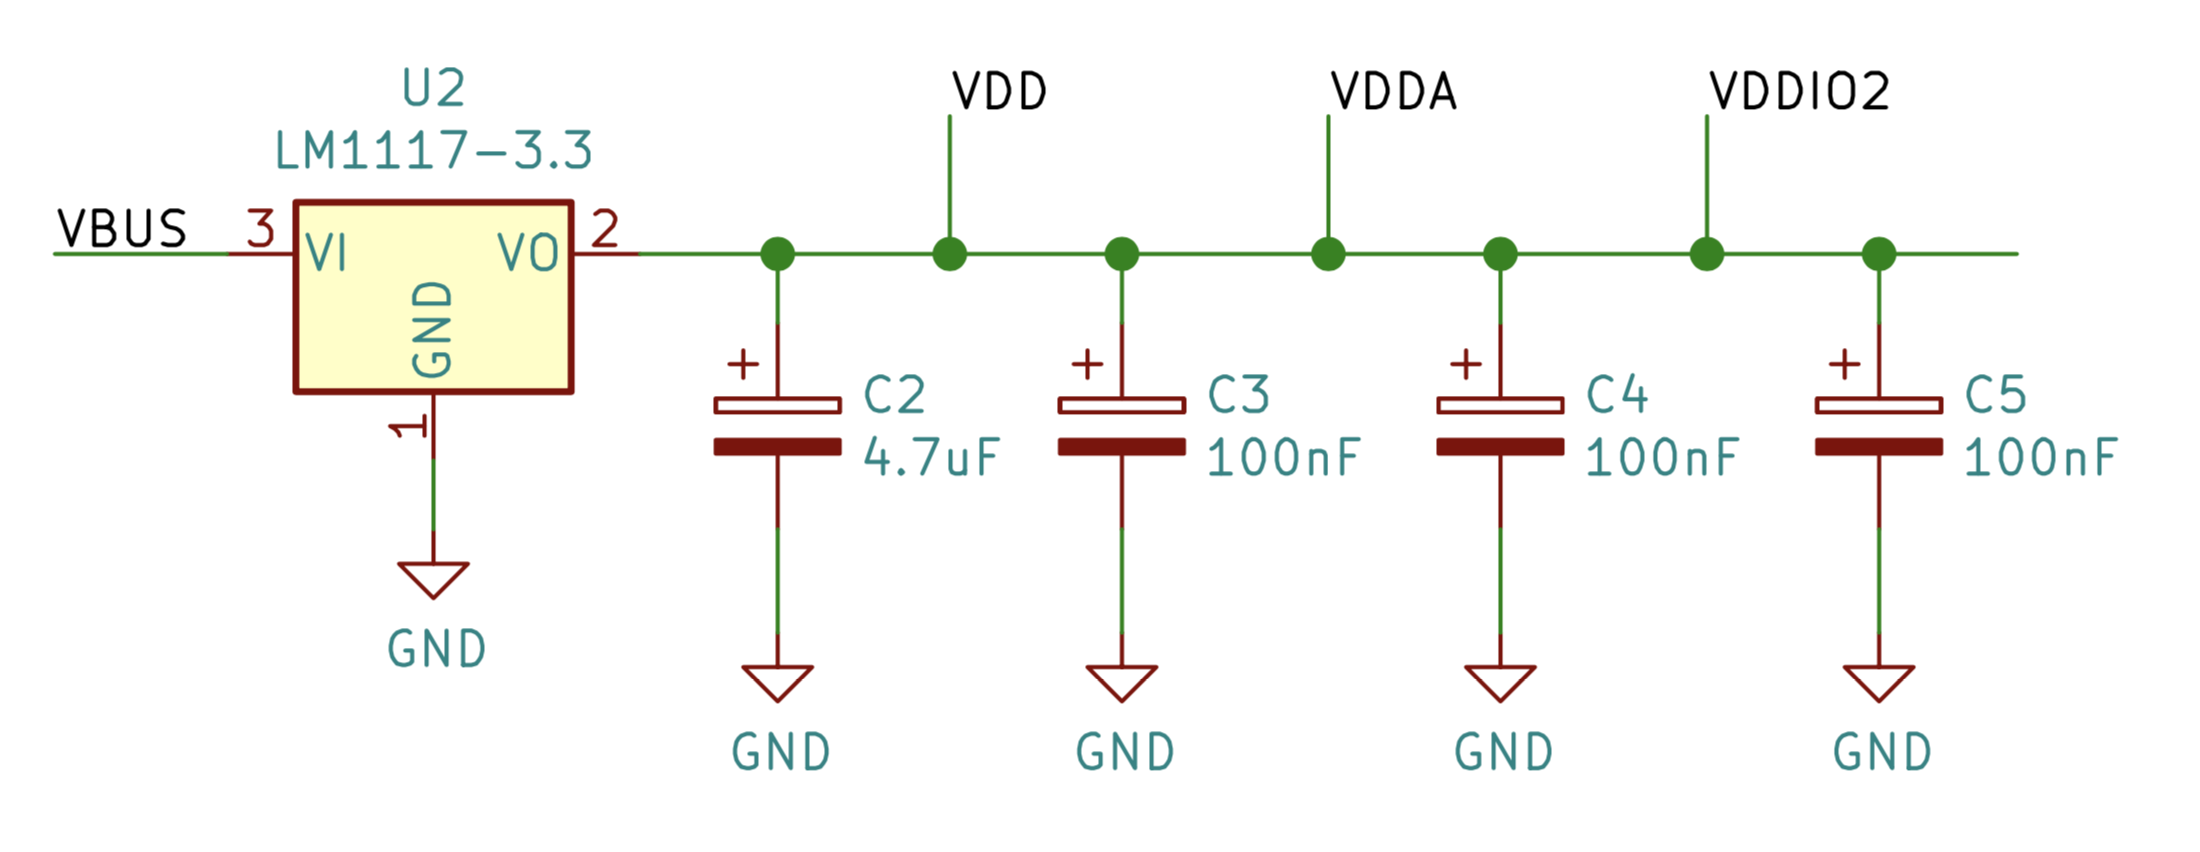 U2
LM1117-3.3
VBUS
3
VI
VO
GND
2
1
GND
VDD
VDDA
VDDIO2
+
C2
4.7uF
GND
+
C3
100nF
GND
+
C4
100nF
GND
+
C5
100nF
GND